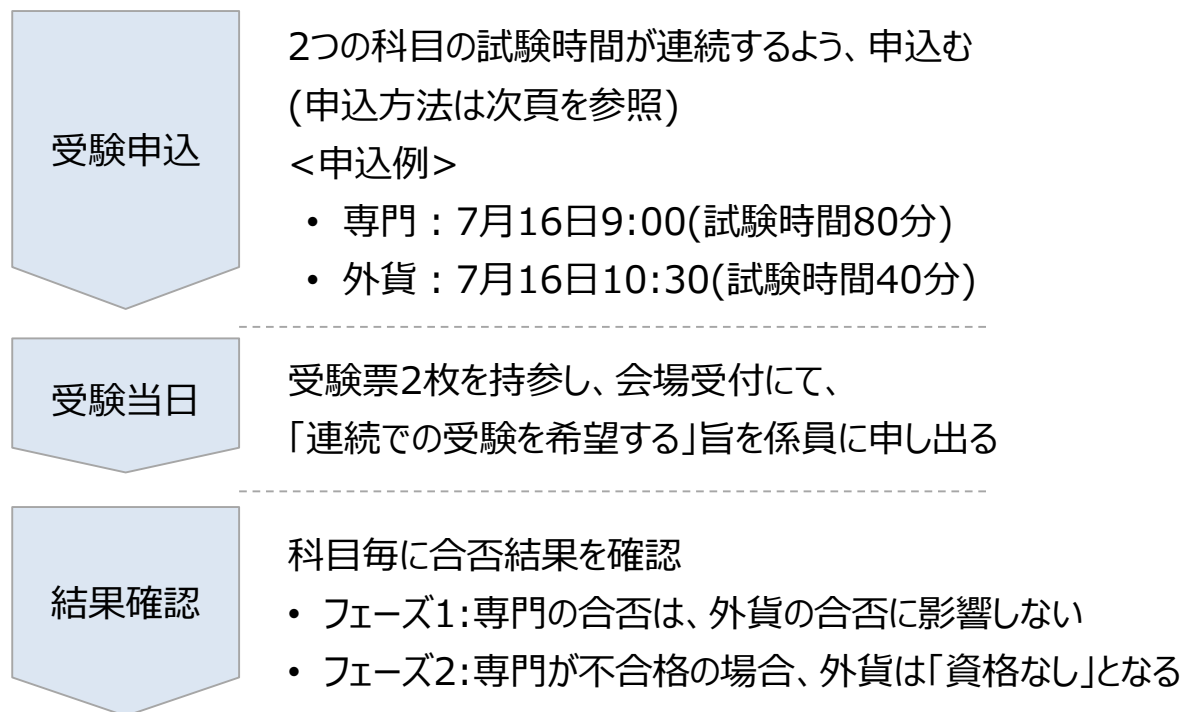 受験申込
2つの科目の試験時間が連続するよう、申込む
(申込方法は次頁を参照)
<申込例>
• 専門：7月16日9:00(試験時間80分)
• 外貨：7月16日10:30(試験時間40分)
受験当日
受験票2枚を持参し、会場受付にて、
「連続での受験を希望する」旨を係員に申し出る
結果確認
科目毎に合否結果を確認
• フェーズ1:専門の合否は、外貨の合否に影響しない
• フェーズ2:専門が不合格の場合、外貨は「資格なし」となる